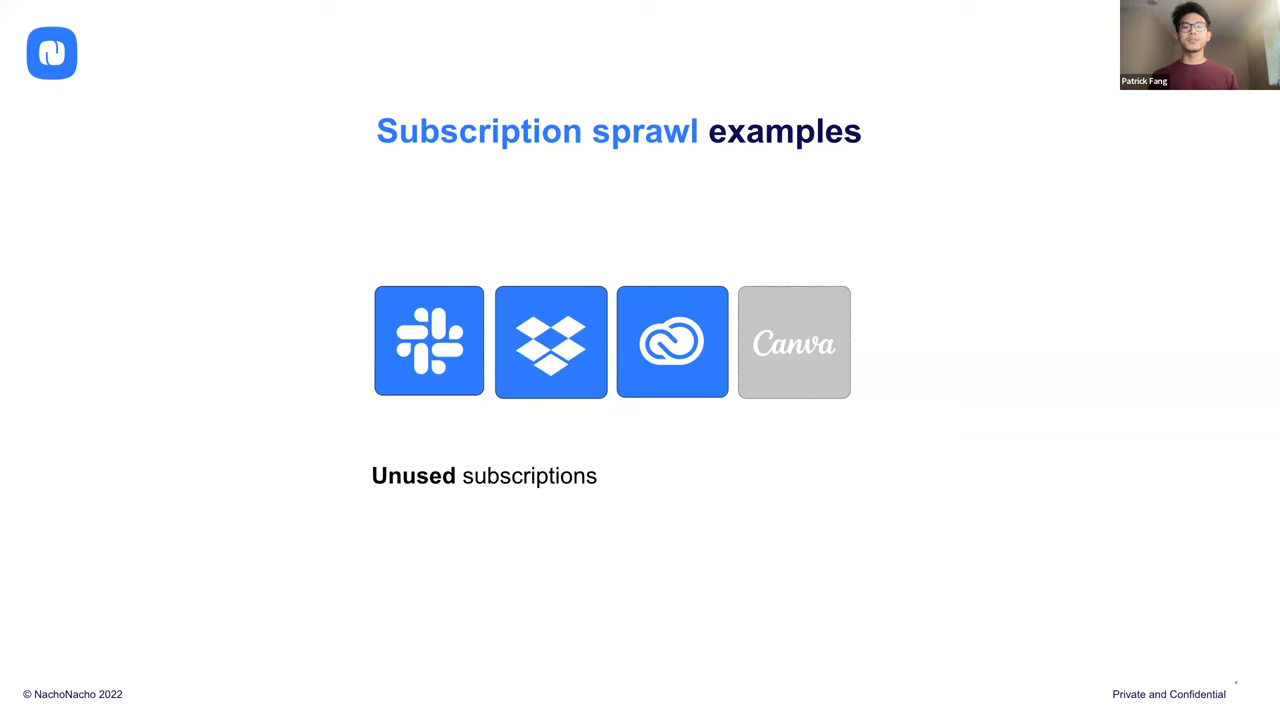 Patrick Fang
Subscription sprawl examples
Canva
Unused subscriptions
© NachoNacho 2022
Private and Confidential